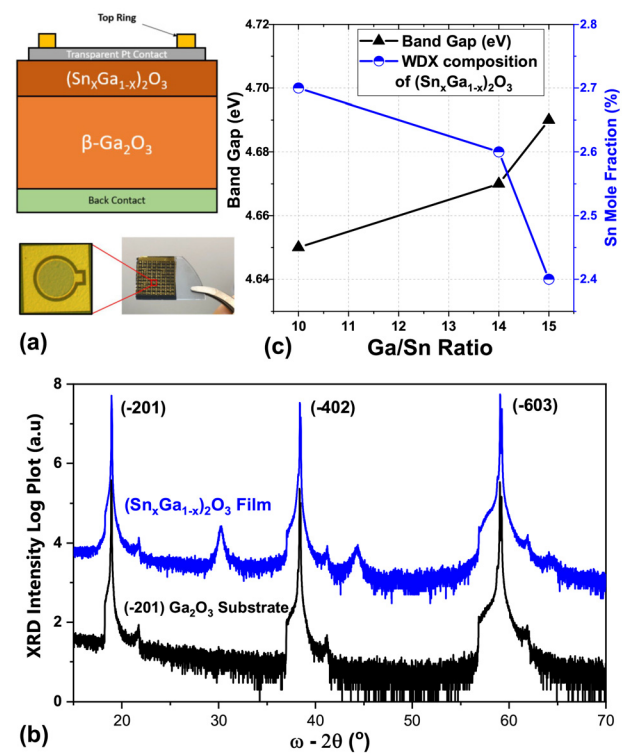 Top Ring
Transparent Pt Contact
(SnXGa1-x)2O3
β-Ga2O3
Back Contact
(a)
4.72
4.70
4.68
4.66
4.64
Band Gap (eV)
Band Gap (eV)
WDX composition
of (SnxGa1-x)2O3
2.8
2.7
2.6
2.5
2.4
Sn Mole Fraction (%)
10 11 12 13 14 15
Ga/Sn Ratio
(c)
8
6
4
2
0
XRD Intensity Log Plot (a.u)
(-201)
(-402)
(-603)
(SnxGa1-x)2O3 Film
(-201) Ga2O3 Substrate
20 30 40 50 60 70
ω - 2θ (º)
(b)